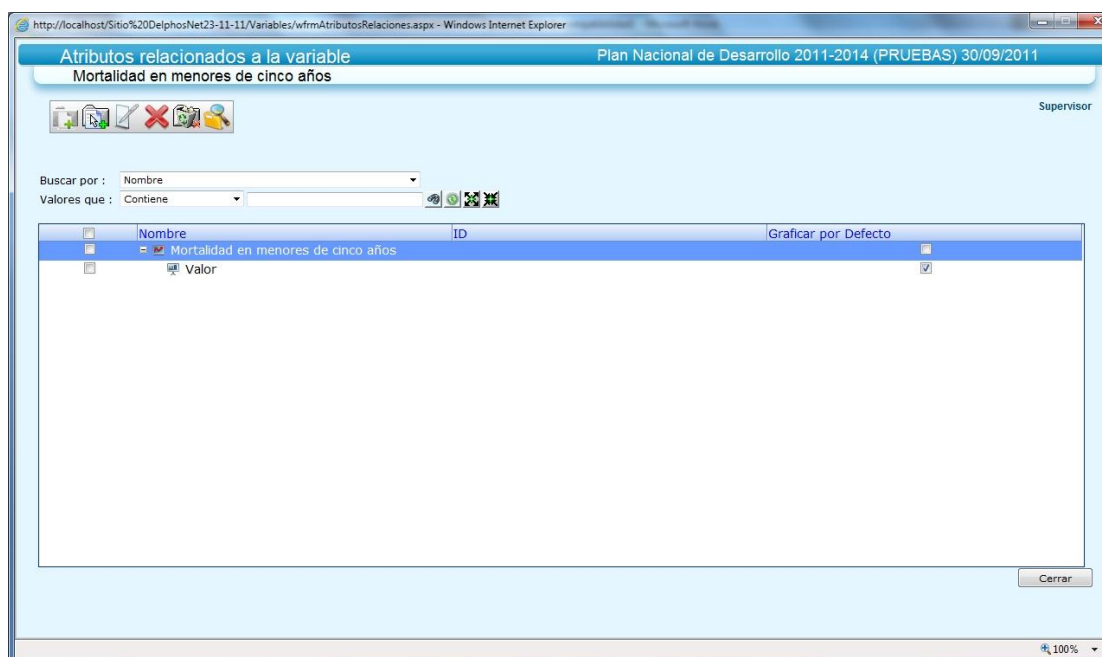 http://localhost/Sitio%20DelphosNet23-11-11/Variables/wfrmAtributosRelaciones.aspx - Windows Internet Explorer
Atributos relacionados a la variable
Plan Nacional de Desarrollo 2011-2014 (PRUEBAS) 30/09/2011
Mortalidad en menores de cinco años
Supervisor
Buscar por : Nombre
Valores que : Contiene
Nombre ID Graficar por Defecto
Mortalidad en menores de cinco años
Valor
Cerrar
100%